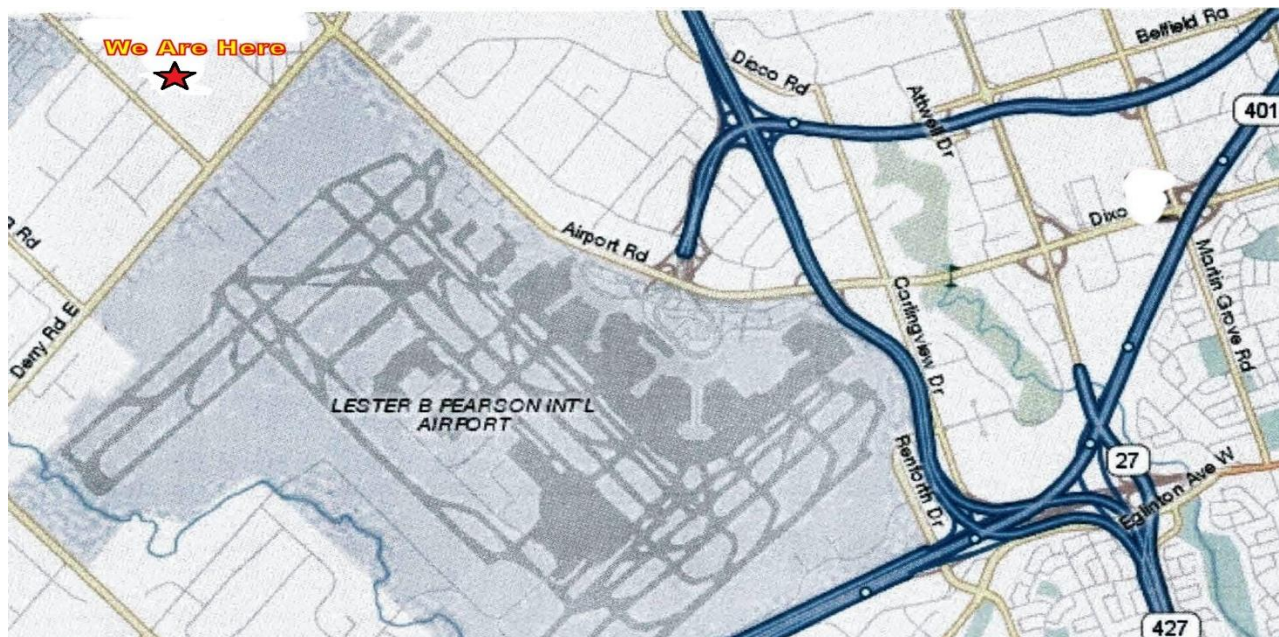 We Are Here
Belfield Rd
Disco Rd
Attwell Dr
401
Rd
Airport Rd
Dixo
Martin Grove Rd
Derry Rd E
Carlingview Dr
LESTER B PEARSON INT'L
AIRPORT
Renforth Dr
27
Eglinton Ave W
427